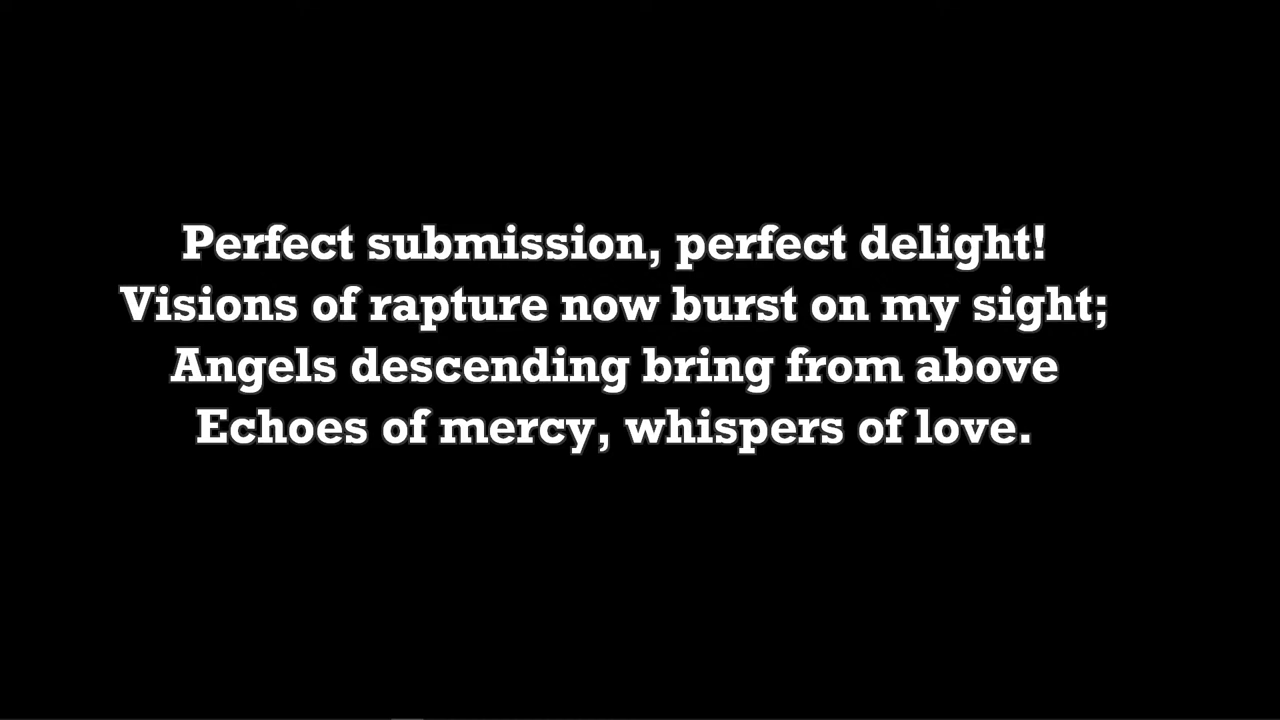 Perfect submission, perfect delight!
Visions of rapture now burst on my sight;
Angels descending bring from above
Echoes of mercy, whispers of love.